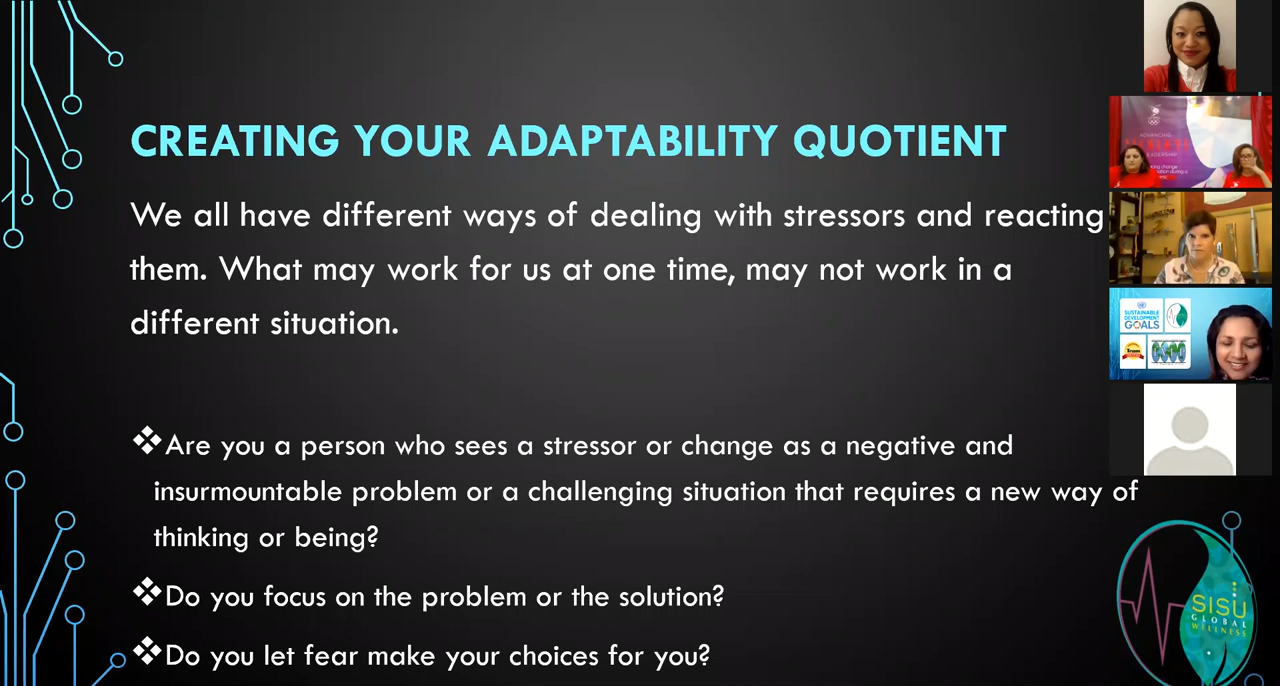 CREATING YOUR ADAPTABILITY QUOTIENT
We all have different ways of dealing with stressors and reacting
them. What may work for us at one time, may not work in a
different situation.
❖Are you a person who sees a stressor or change as a negative and
insurmountable problem or a challenging situation that requires a new way of
thinking or being?
❖Do you focus on the problem or the solution?
❖Do you let fear make your choices for you?
ADVANCING
LEADERSHIP
SUSTAINABLE
DEVELOPMENT
GOALS
SISU
GLOBAL
WELLNESS